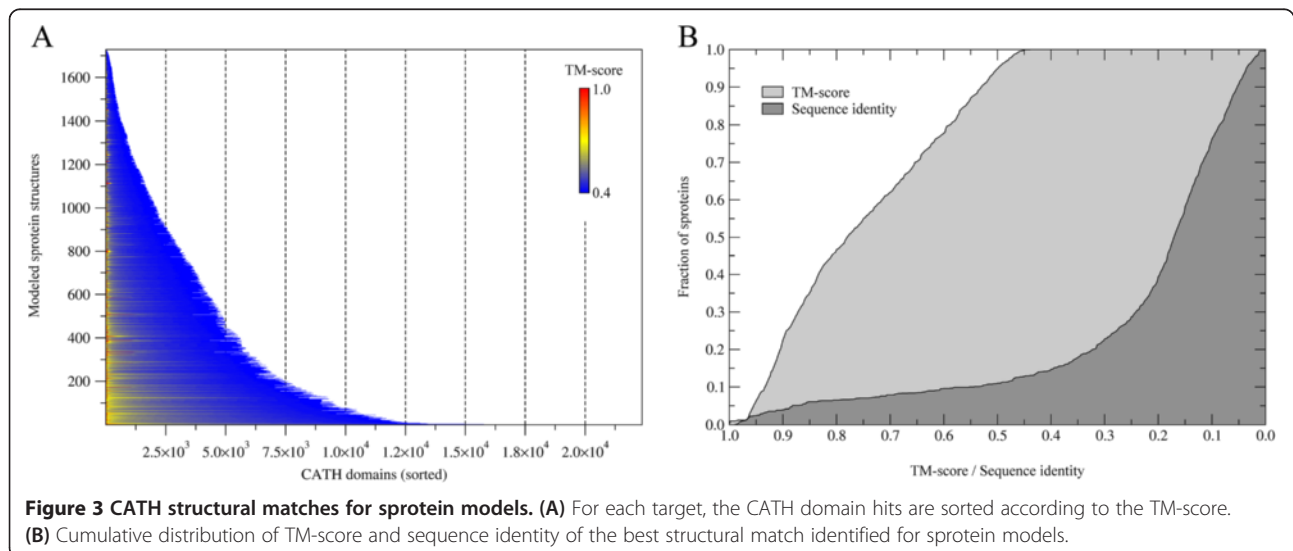 A
1600
1400
1200
1000
800
600
400
200
Modeled sprotein structures
TM-score
1.0
0.4
2.5×10³ 5.0×10³ 7.5×10³ 1.0×10⁴ 1.3×10⁴ 1.5×10⁴ 1.8×10⁴ 2.0×10⁴
CATH domains (sorted)
B
1.0
0.9
0.8
0.7
0.6
0.5
0.4
0.3
0.2
0.1
0.0
Fraction of sproteins
TM-score
Sequence identity
1.0 0.9 0.8 0.7 0.6 0.5 0.4 0.3 0.2 0.1 0.0
TM-score / Sequence identity
Figure 3 CATH structural matches for sprotein models. (A) For each target, the CATH domain hits are sorted according to the TM-score.
(B) Cumulative distribution of TM-score and sequence identity of the best structural match identified for sprotein models.